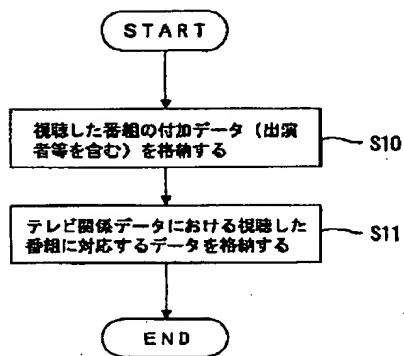 START
視聴した番組の付加データ（出演
者等を含む）を格納する
S10
テレビ関係データにおける視聴した
番組に対応するデータを格納する
S11
END